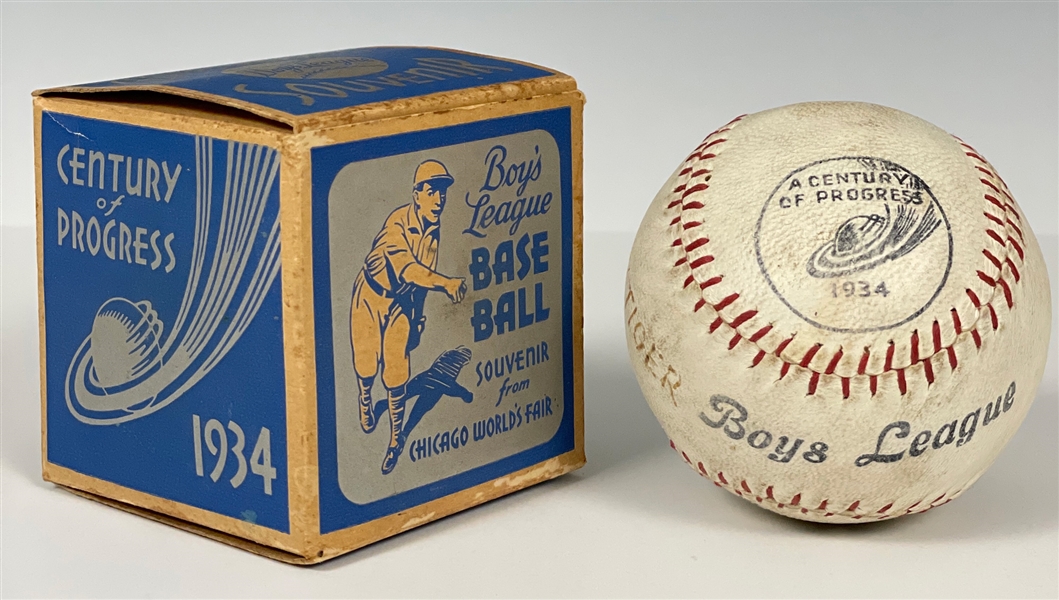 SOUVENIR
CENTURY
of
PROGRESS
1934
Boy's
League
BASE
BALL
SOUVENIR
from
CHICAGO WORLD'S FAIR
A CENTURY
OF PROGRESS
1934
TIGER
Boys League